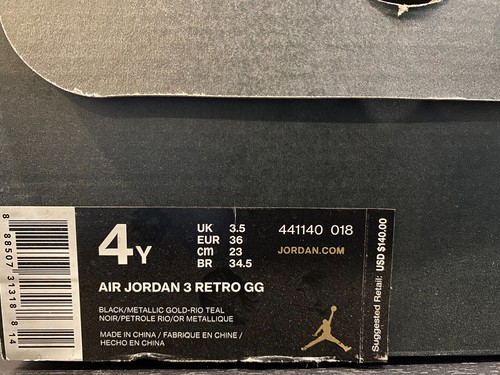 4Y
UK 3.5
EUR 36
cm 23
BR 34.5
441140 018
JORDAN.COM
AIR JORDAN 3 RETRO GG
BLACK/METALLIC GOLD-RIO TEAL
NOIR/PETROLE RIO/OR METALLIQUE
MADE IN CHINA / FABRIQUE EN CHINE /
HECHO EN CHINA
Suggested Retail: USD $140.00
8 88507 31318 8 14